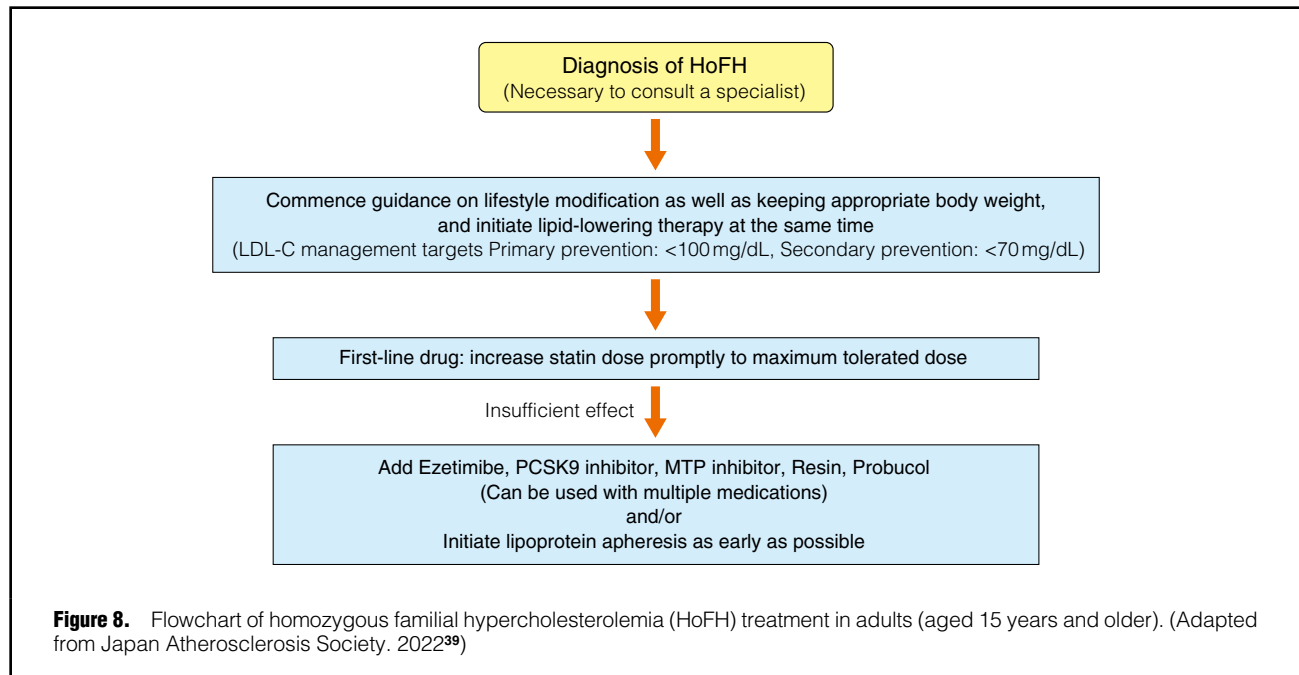 Diagnosis of HoFH
(Necessary to consult a specialist)
Commence guidance on lifestyle modification as well as keeping appropriate body weight,
and initiate lipid-lowering therapy at the same time
(LDL-C management targets Primary prevention: <100 mg/dL, Secondary prevention: <70 mg/dL)
First-line drug: increase statin dose promptly to maximum tolerated dose
Insufficient effect
Add Ezetimibe, PCSK9 inhibitor, MTP inhibitor, Resin, Probucol
(Can be used with multiple medications)
and/or
Initiate lipoprotein apheresis as early as possible
Figure 8. Flowchart of homozygous familial hypercholesterolemia (HoFH) treatment in adults (aged 15 years and older). (Adapted
from Japan Atherosclerosis Society. 2022³⁹)